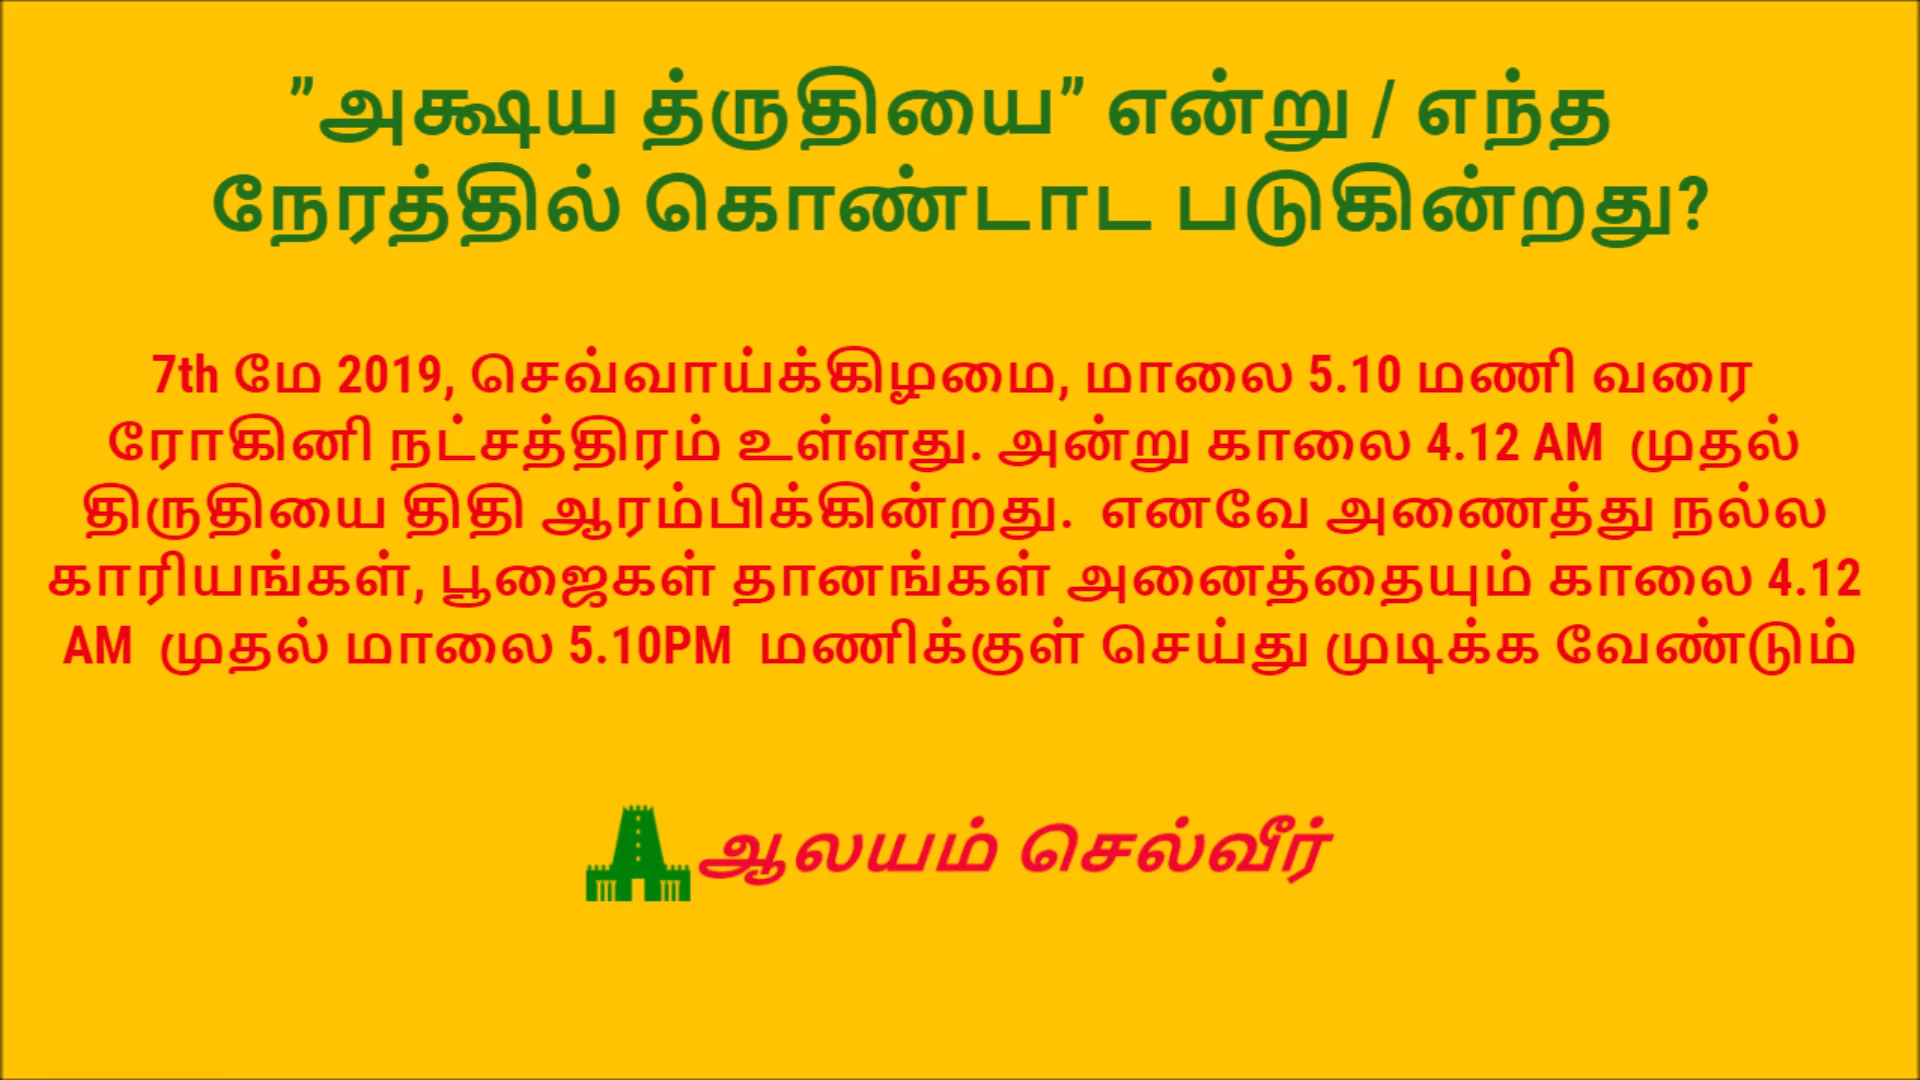 ”அக்ஷய த்ருதியை” என்று / எந்த
நேரத்தில் கொண்டாட படுகின்றது?
7th மே 2019, செவ்வாய்க்கிழமை, மாலை 5.10 மணி வரை
ரோகினி நட்சத்திரம் உள்ளது. அன்று காலை 4.12 AM முதல்
திருதியை திதி ஆரம்பிக்கின்றது. எனவே அணைத்து நல்ல
காரியங்கள், பூஜைகள் தானங்கள் அனைத்தையும் காலை 4.12
AM முதல் மாலை 5.10PM மணிக்குள் செய்து முடிக்க வேண்டும்
ஆலயம் செல்வீர்